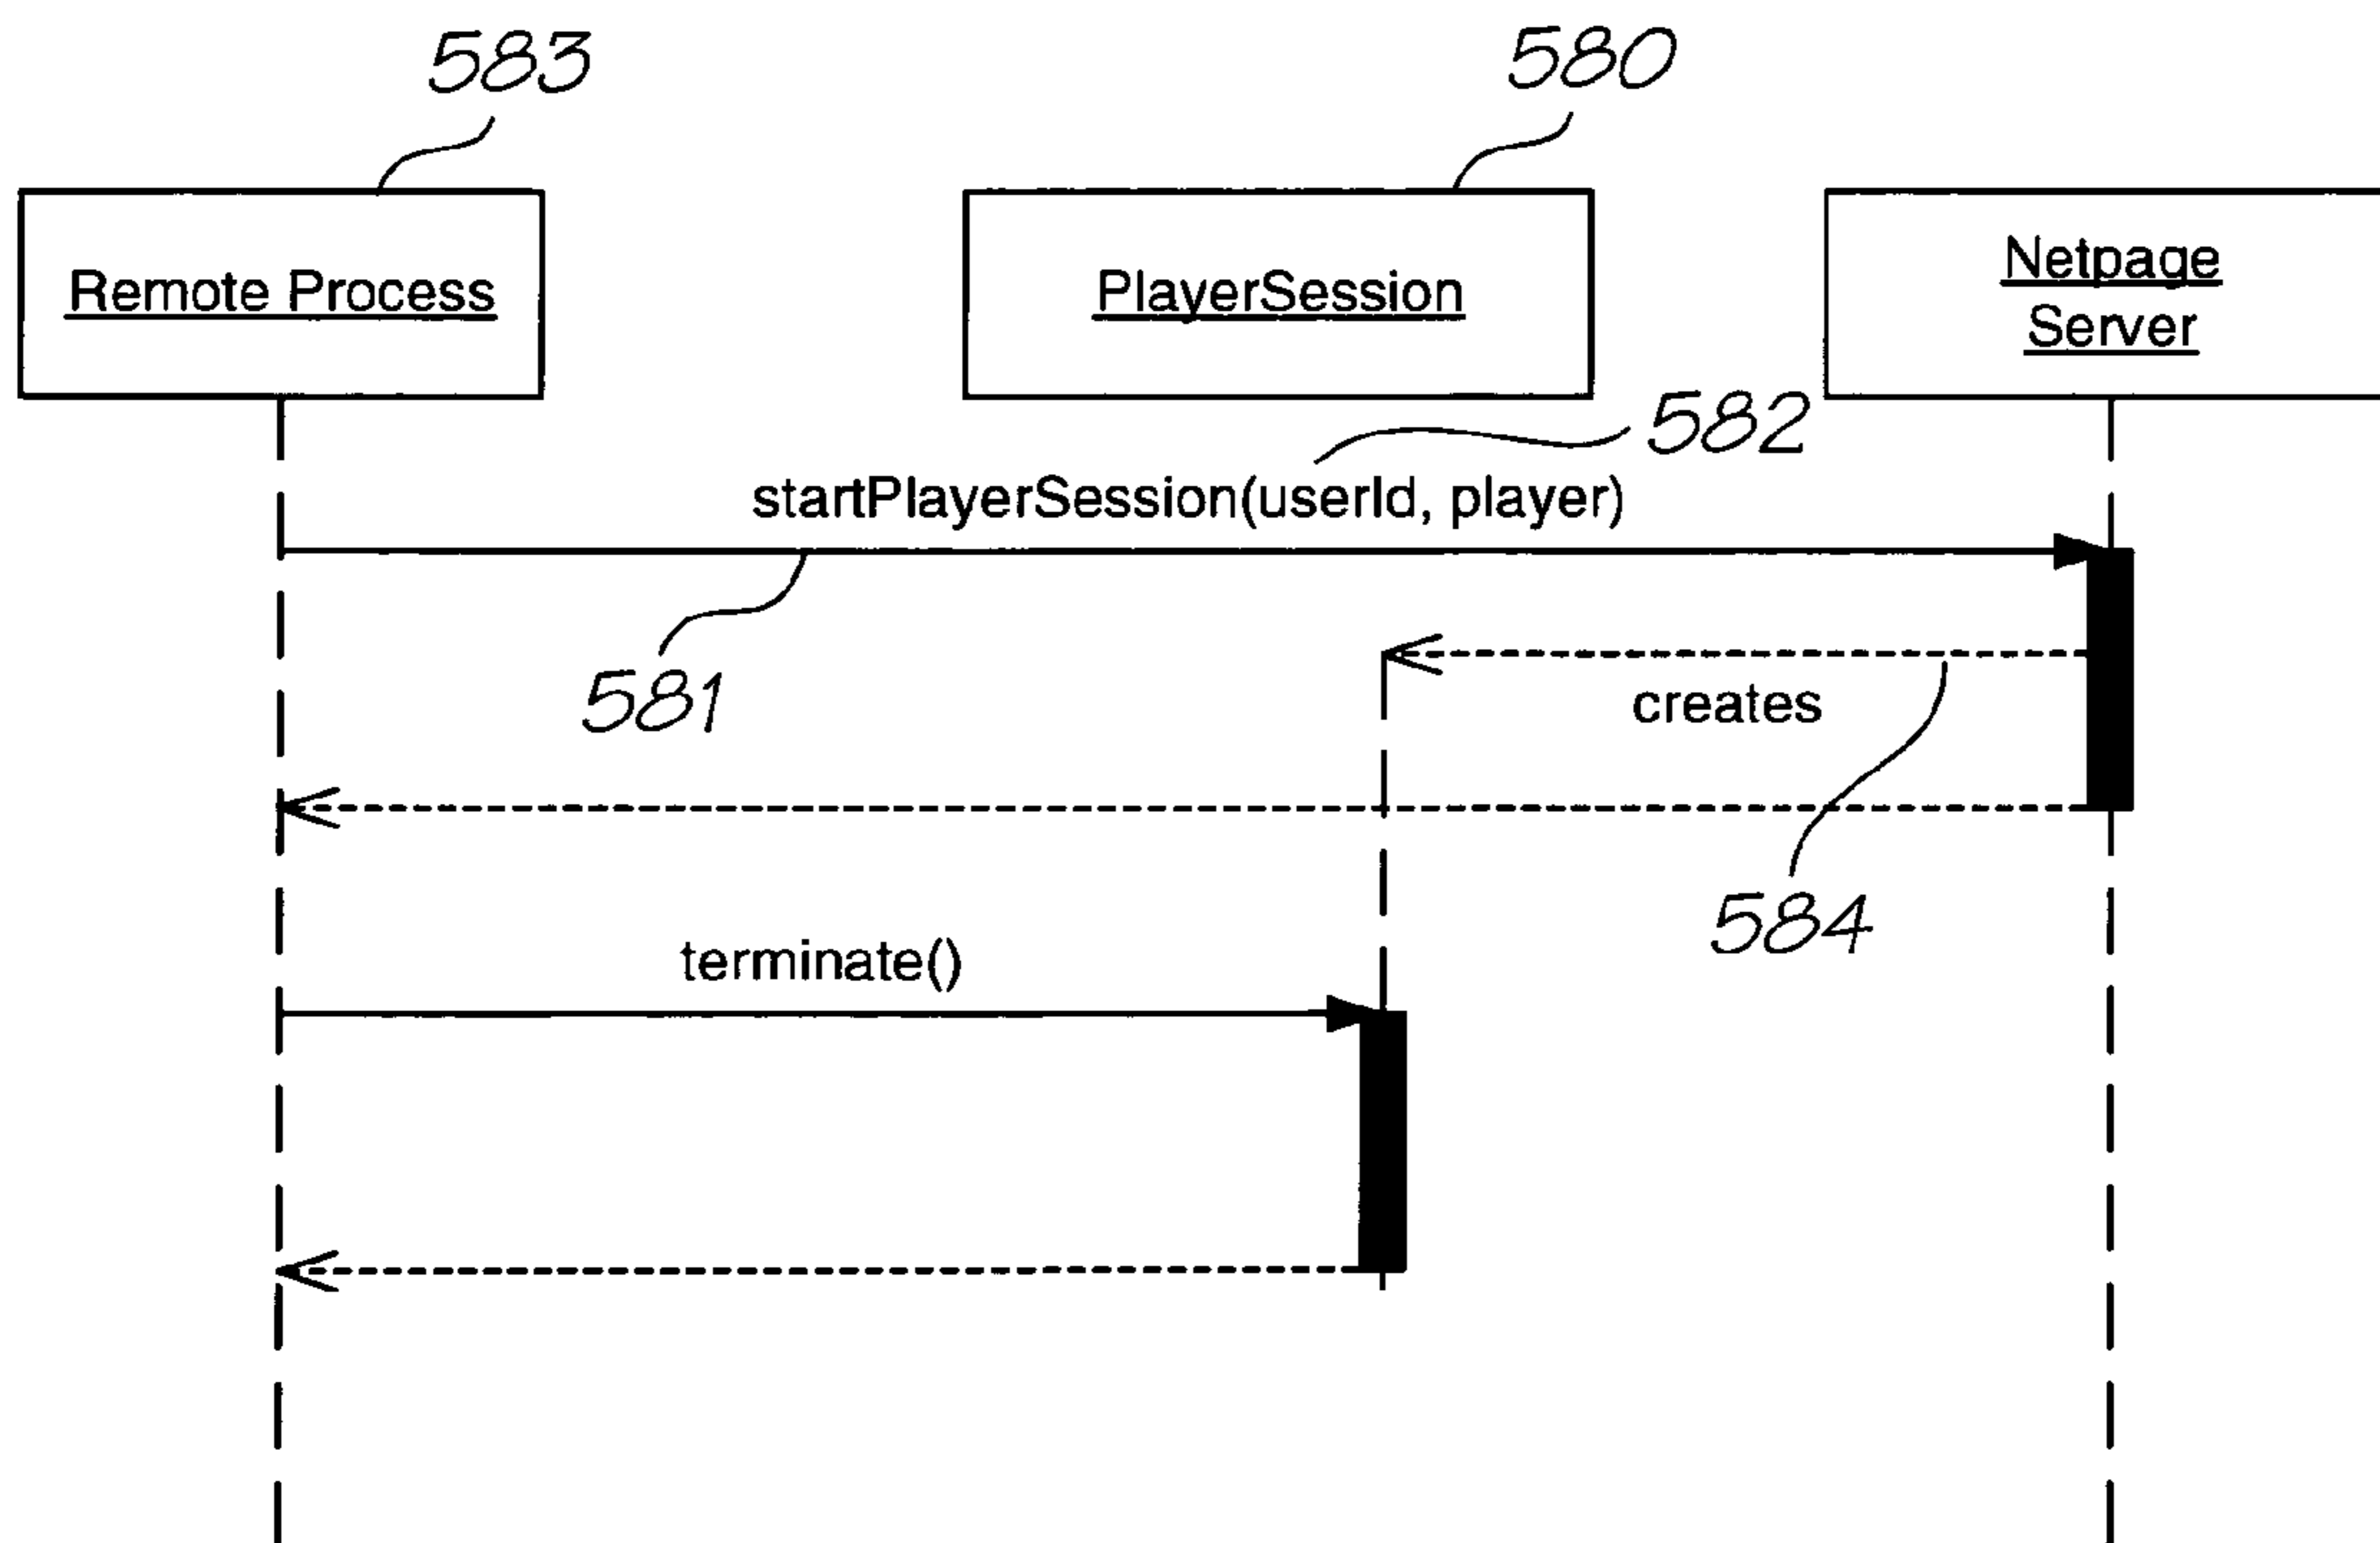 583
580
Remote Process
PlayerSession
Netpage
Server
582
startPlayerSession(userId, player)
581
creates
584
terminate()